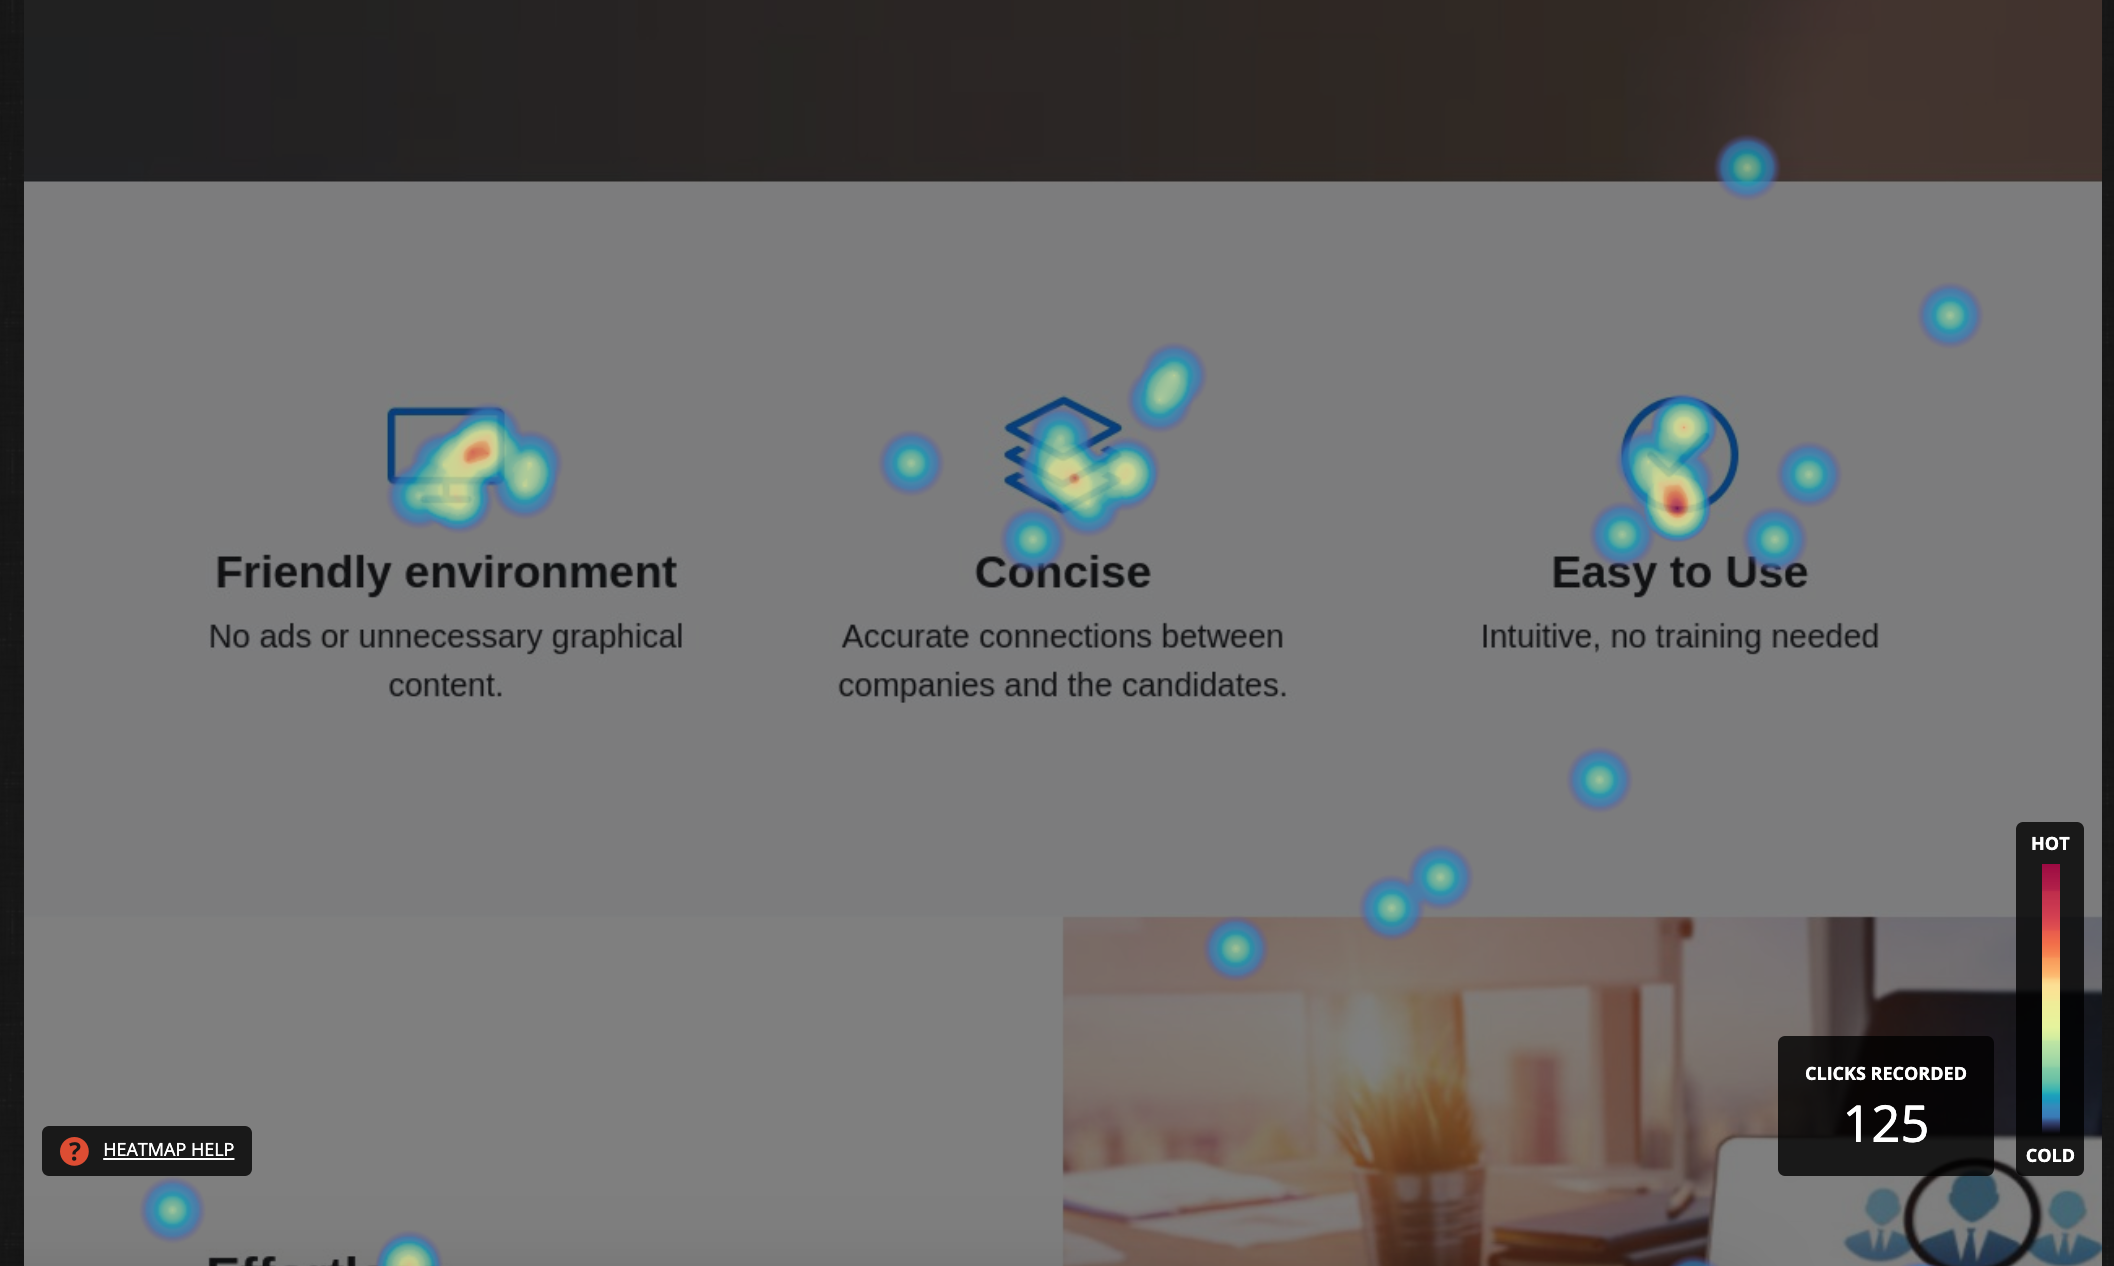 Friendly environment
No ads or unnecessary graphical
content.
Concise
Accurate connections between
companies and the candidates.
Easy to Use
Intuitive, no training needed
HOT
COLD
CLICKS RECORDED
125
? HEATMAP HELP